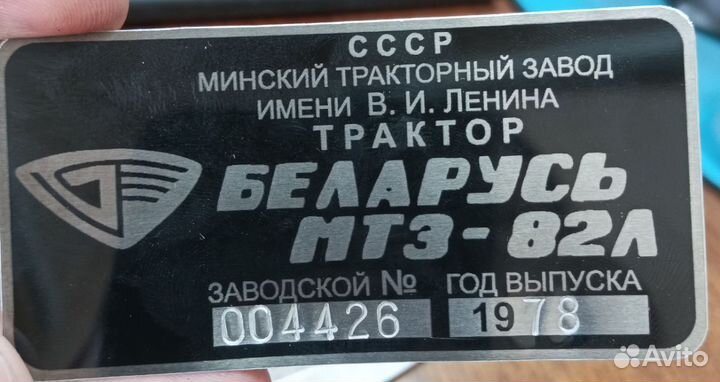 СССР
МИНСКИЙ ТРАКТОРНЫЙ ЗАВОД
ИМЕНИ В. И. ЛЕНИНА
ТРАКТОР
БЕЛАРУСЬ
МТЗ-82Л
ЗАВОДСКОЙ № ГОД ВЫПУСКА
004426 1978
Avito